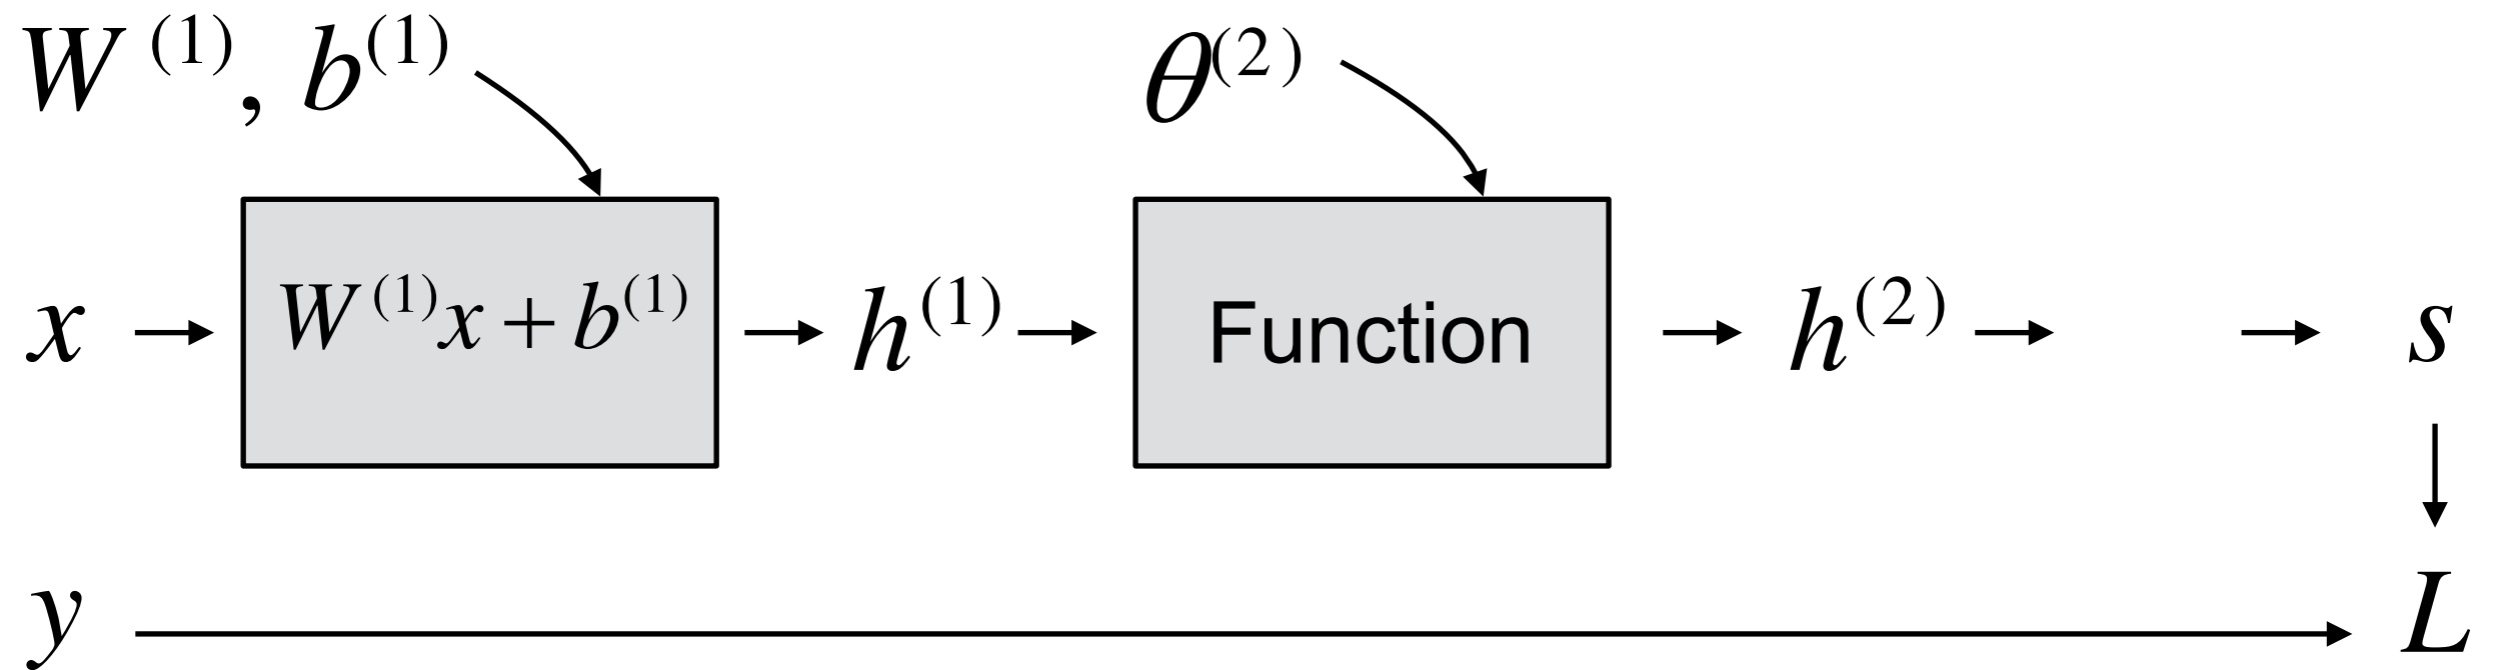 W⁽¹⁾, b⁽¹⁾ θ⁽²⁾
x W⁽¹⁾x + b⁽¹⁾ h⁽¹⁾ Function h⁽²⁾ s
y L